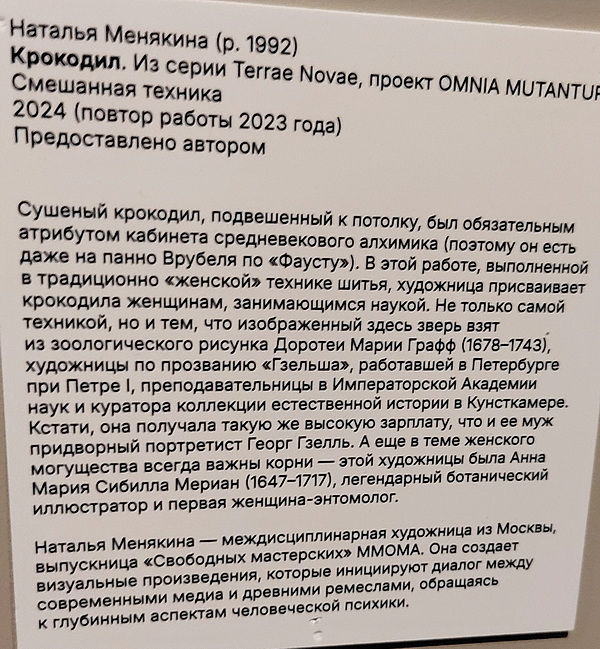 Наталья Менякина (р. 1992)
Крокодил. Из серии Terrae Novae, проект OMNIA MUTANTUR
Смешанная техника
2024 (повтор работы 2023 года)
Предоставлено автором
Сушеный крокодил, подвешенный к потолку, был обязательным
атрибутом кабинета средневекового алхимика (поэтому он есть
даже на панно Врубеля по «Фаусту»). В этой работе, выполненной
в традиционно «женской» технике шитья, художница присваивает
крокодила женщинам, занимающимся наукой. Не только самой
техникой, но и тем, что изображенный здесь зверь взят
из зоологического рисунка Доротеи Марии Графф (1678–1743),
художницы по прозванию «Гзельша», работавшей в Петербурге
при Петре I, преподавательницы в Императорской Академии
наук и куратора коллекции естественной истории в Кунсткамере.
Кстати, она получала такую же высокую зарплату, что и ее муж
придворный портретист Георг Гзелль. А еще в теме женского
могущества всегда важны корни — этой художницы была Анна
Мария Сибилла Мериан (1647–1717), легендарный ботанический
иллюстратор и первая женщина-энтомолог.
Наталья Менякина — междисциплинарная художница из Москвы,
выпускница «Свободных мастерских» ММОМА. Она создает
визуальные произведения, которые инициируют диалог между
современными медиа и древними ремеслами, обращаясь
к глубинным аспектам человеческой психики.